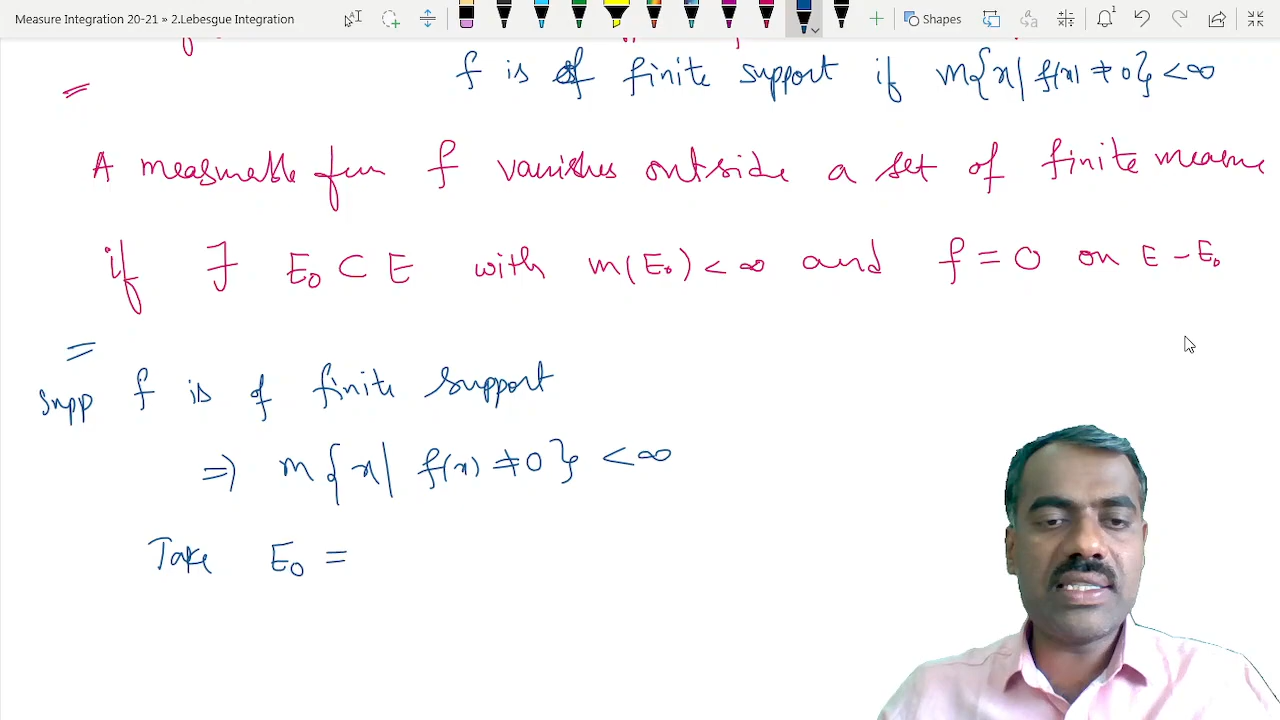 Measure Integration 20-21 » 2.Lebesgue Integration
Shapes
f is of finite support if m{x| f(x) ≠ 0} < ∞
A measurable fun f vanishes outside a set of finite measure
if ∃ E₀ ⊂ E with m(E₀) < ∞ and f = 0 on E - E₀
Supp f is of finite support
⇒ m{x| f(x) ≠ 0} < ∞
Take E₀ =